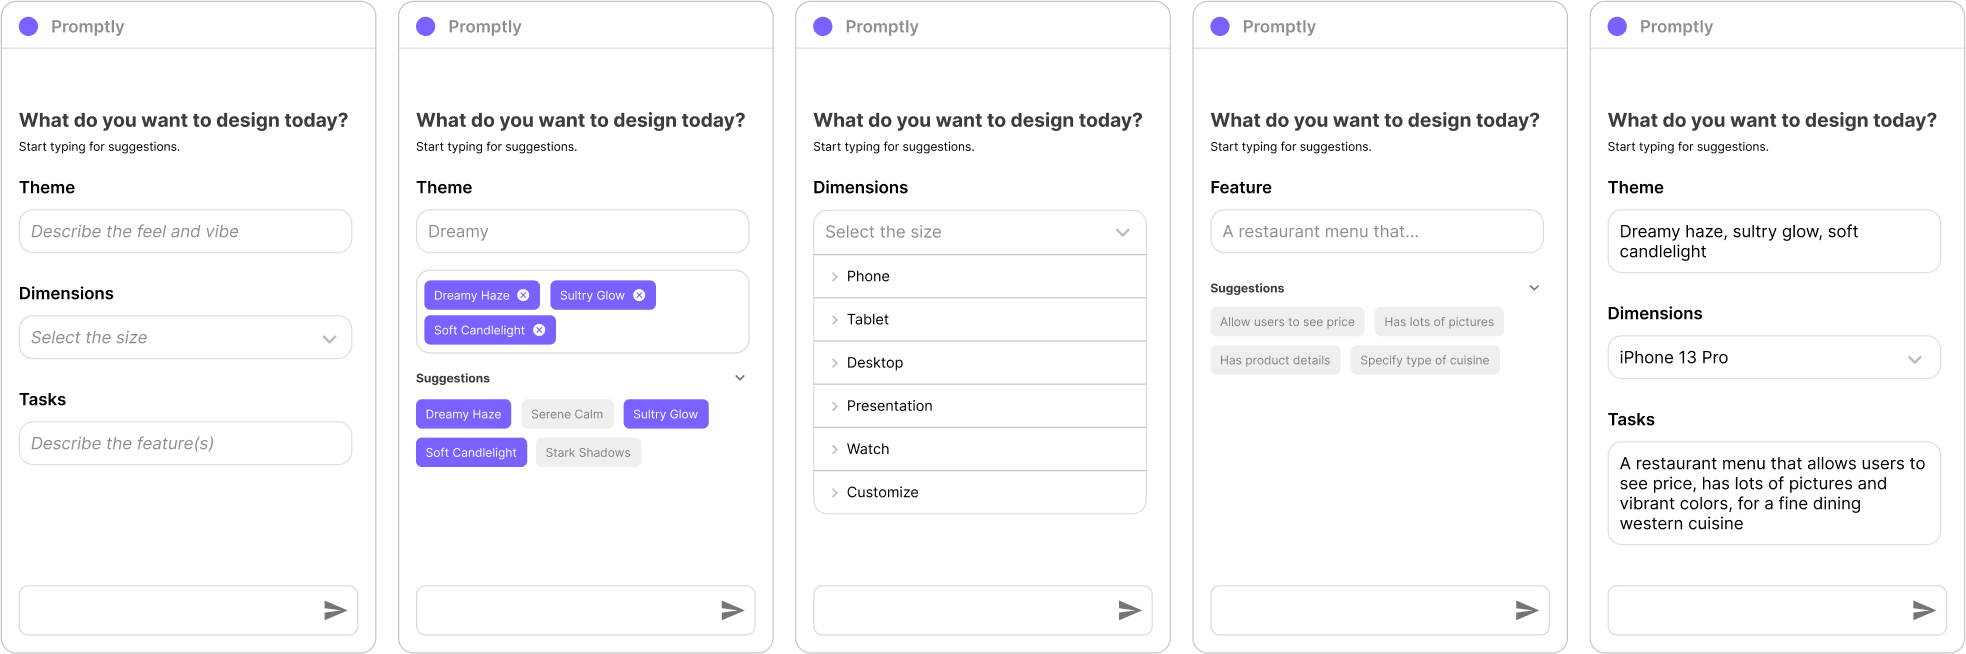 Promptly
What do you want to design today?
Start typing for suggestions.
Theme
Describe the feel and vibe
Dimensions
Select the size
Tasks
Describe the feature(s)
Promptly
What do you want to design today?
Start typing for suggestions.
Theme
Dreamy
Dreamy Haze
Sultry Glow
Soft Candlelight
Suggestions
Dreamy Haze
Serene Calm
Sultry Glow
Soft Candlelight
Stark Shadows
Promptly
What do you want to design today?
Start typing for suggestions.
Dimensions
Select the size
Phone
Tablet
Desktop
Presentation
Watch
Customize
Promptly
What do you want to design today?
Start typing for suggestions.
Feature
A restaurant menu that...
Suggestions
Allow users to see price
Has lots of pictures
Has product details
Specify type of cuisine
Promptly
What do you want to design today?
Start typing for suggestions.
Theme
Dreamy haze, sultry glow, soft
candlelight
Dimensions
iPhone 13 Pro
Tasks
A restaurant menu that allows users to
see price, has lots of pictures and
vibrant colors, for a fine dining
western cuisine